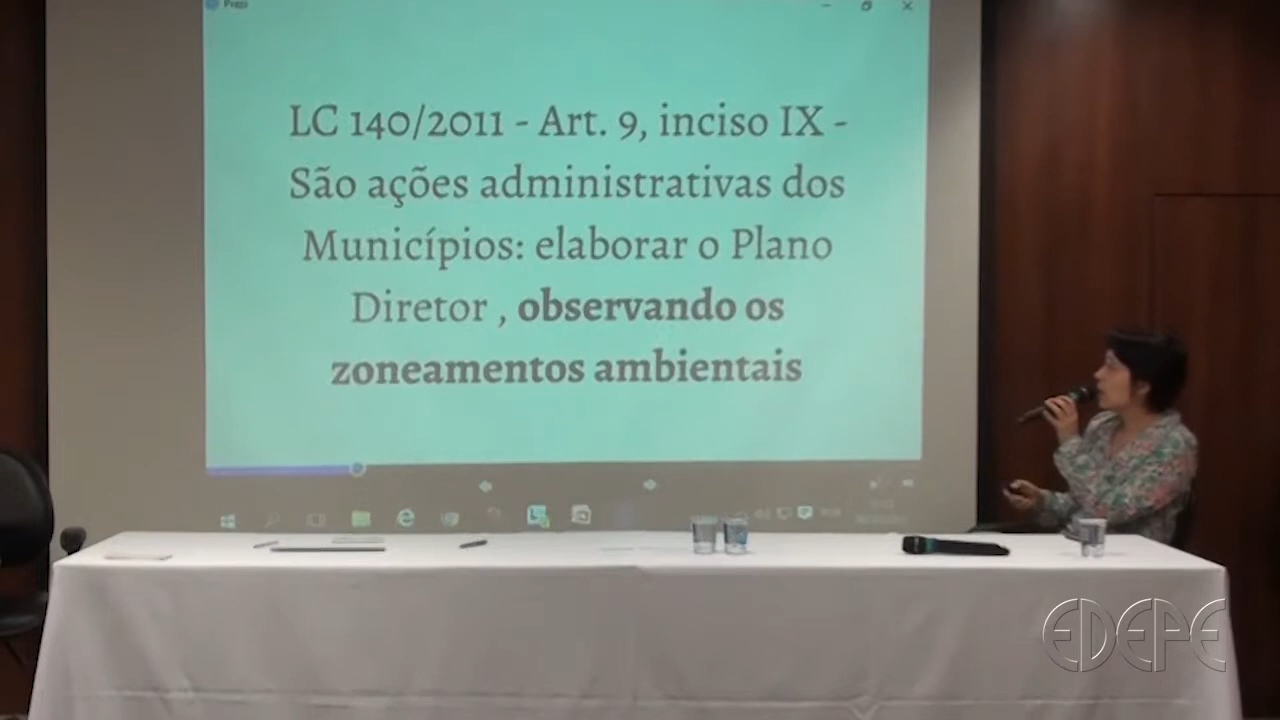 Prezi
LC 140/2011 - Art. 9, inciso IX -
São ações administrativas dos
Municípios: elaborar o Plano
Diretor , observando os
zoneamentos ambientais
EDEPE